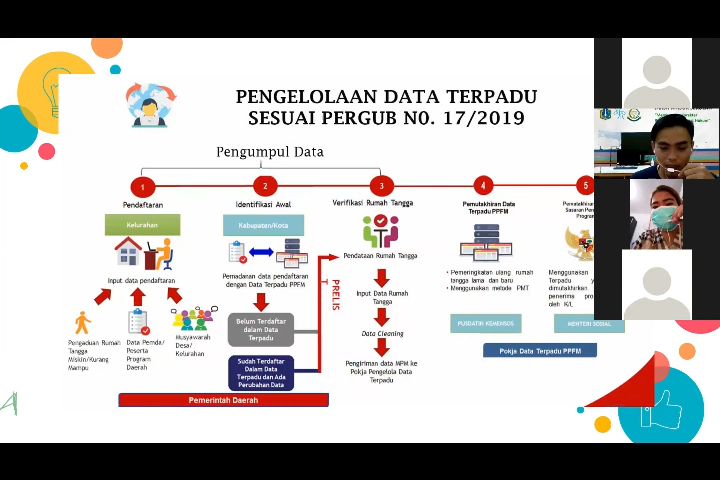 PENGELOLAAN DATA TERPADU
SESUAI PERGUB NO. 17/2019
Pengumpul Data
1
2
3
4
5
Pendaftaran
Identifikasi Awal
Verifikasi Rumah Tangga
Pemutakhiran Data
Terpadu PPFM
Pemutakhiran
Sasaran
Program
Kelurahan
Kabupaten/Kota
Input data pendaftaran
Pemadanan data pendaftaran
dengan Data Terpadu PPFM
Pendataan Rumah Tangga
PRELIST
Input Data Rumah
Tangga
Data Cleaning
Pengiriman data MPM ke
Pokja Pengelola Data
Terpadu
• Pemeringkatan ulang rumah
tangga lama dan baru
• Menggunakan metode PMT
Menggunakan
Terpadu
dimutakhirkan
penerima
oleh K/L
Pengaduan Rumah
Tangga
Miskin/Kurang
Mampu
Data Pemda/
Peserta
Program
Daerah
Musyawarah
Desa/
Kelurahan
Belum Terdaftar
dalam Data
Terpadu
Sudah Terdaftar
Dalam Data
Terpadu dan Ada
Perubahan Data
PUSDATIN KEMENSOS
MENTERI SOSIAL
Pokja Data Terpadu PPFM
Pemerintah Daerah